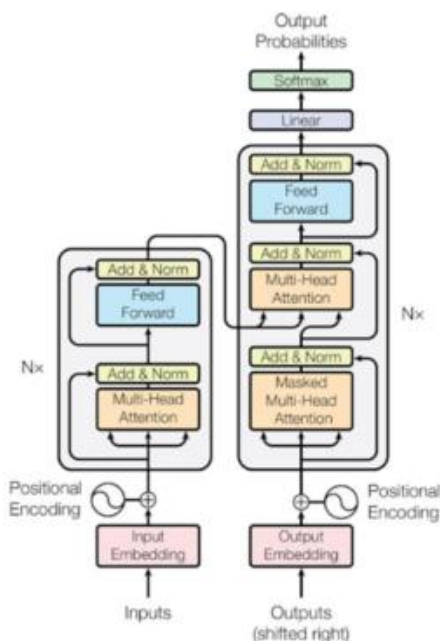 Output
Probabilities
Softmax
Linear
Add & Norm
Feed
Forward
Add & Norm
Multi-Head
Attention
Add & Norm
Masked
Multi-Head
Attention
Nx
Add & Norm
Feed
Forward
Add & Norm
Multi-Head
Attention
Nx
Positional
Encoding
Positional
Encoding
Input
Embedding
Output
Embedding
Inputs
Outputs
(shifted right)